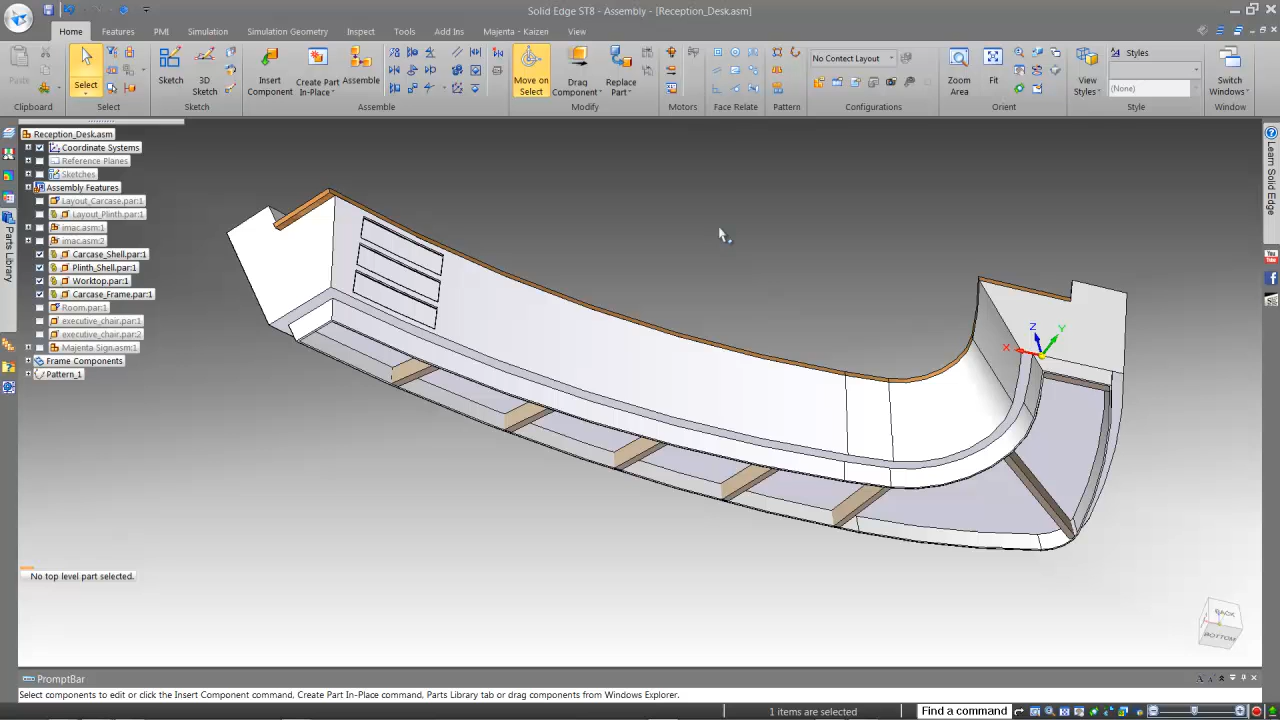 Solid Edge ST8 - Assembly - [Reception_Desk.asm]
Home Features PMI Simulation Simulation Geometry Inspect Tools Add Ins Majenta - Kaizen View
Paste
Select
Sketch
3D Sketch
Insert Component
Create Part In-Place
Assemble
Move on Select
Drag Component
Replace Part
No Contact Layout
Zoom Area
Fit
View Styles
Styles
(None)
Switch Windows
Clipboard Select Sketch Assemble Modify Motors Face Relate Pattern Configurations Orient Style Window
Reception_Desk.asm
Coordinate Systems
Reference Planes
Sketches
Assembly Features
Layout_Carcase.par:1
Layout_Plinth.par:1
imac.asm:1
imac.asm:2
Carcase_Shell.par:1
Plinth_Shell.par:1
Worktop.par:1
Carcase_Frame.par:1
Room.par:1
executive_chair.par:1
executive_chair.par:2
Majenta Sign.asm:1
Frame Components
Pattern_1
Parts Library
Learn Solid Edge
You
Z
Y
X
No top level part selected.
BACK
BOTTOM
PromptBar
Select components to edit or click the Insert Component command, Create Part In-Place command, Parts Library tab or drag components from Windows Explorer.
1 items are selected
Find a command